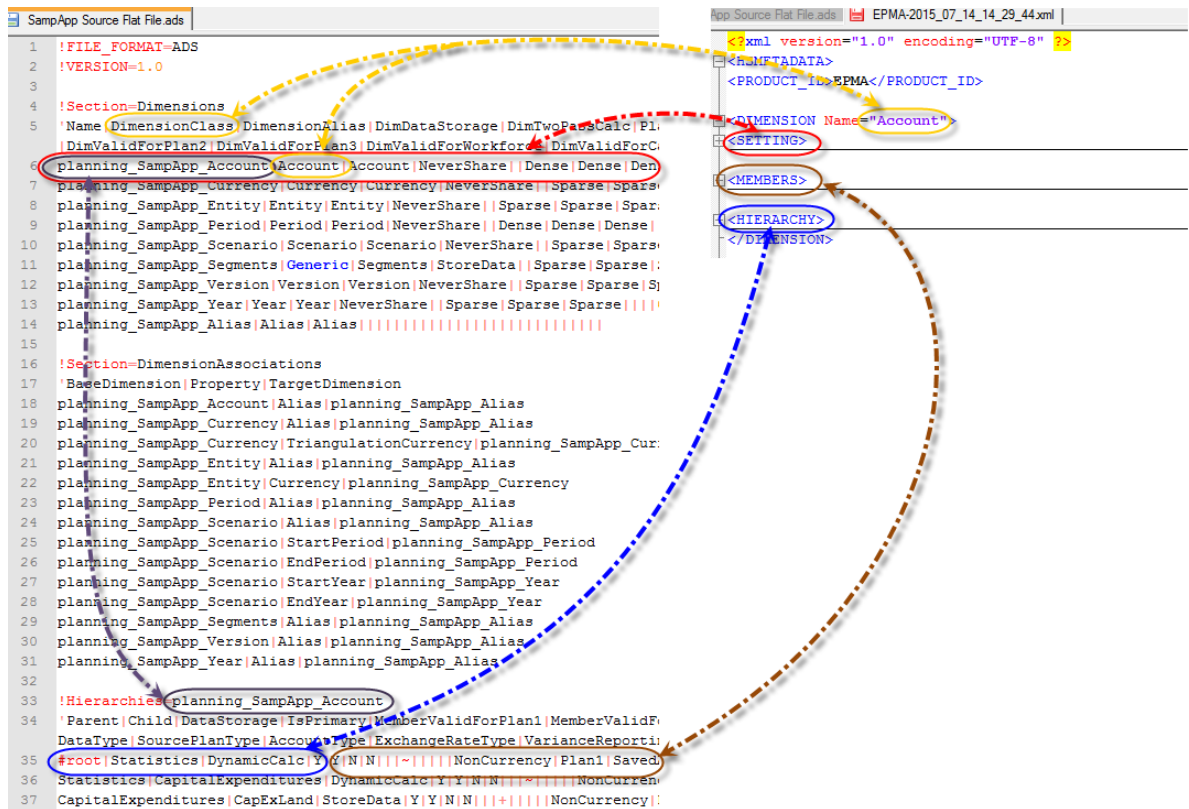 SampApp Source Flat File.ads
1 !FILE_FORMAT=ADS
2 !VERSION=1.0
3
4 !Section=Dimensions
5 'Name|DimensionClass|DimensionAlias|DimDataStorage|DimTwoPassCalc|Pl
|DimValidForPlan2|DimValidForPlan3|DimValidForWorkforce|DimValidForC
6 planning_SampApp_Account|Account|Account|NeverShare||Dense|Dense|Den
7 planning_SampApp_Currency|Currency|Currency|NeverShare||Sparse|Spars
8 planning_SampApp_Entity|Entity|Entity|NeverShare||Sparse|Sparse|Spar
9 planning_SampApp_Period|Period|Period|NeverShare||Dense|Dense|Dense|
10 planning_SampApp_Scenario|Scenario|Scenario|NeverShare||Sparse|Spars
11 planning_SampApp_Segments|Generic|Segments|StoreData||Sparse|Sparse|
12 planning_SampApp_Version|Version|Version|NeverShare||Sparse|Sparse|Sp
13 planning_SampApp_Year|Year|Year|NeverShare||Sparse|Sparse|Sparse||||
14 planning_SampApp_Alias|Alias|Alias|||||||||||||||||||||||||||
15
16 !Section=DimensionAssociations
17 'BaseDimension|Property|TargetDimension
18 planning_SampApp_Account|Alias|planning_SampApp_Alias
19 planning_SampApp_Currency|Alias|planning_SampApp_Alias
20 planning_SampApp_Currency|TriangulationCurrency|planning_SampApp_Cur
21 planning_SampApp_Entity|Alias|planning_SampApp_Alias
22 planning_SampApp_Entity|Currency|planning_SampApp_Currency
23 planning_SampApp_Period|Alias|planning_SampApp_Alias
24 planning_SampApp_Scenario|Alias|planning_SampApp_Alias
25 planning_SampApp_Scenario|StartPeriod|planning_SampApp_Period
26 planning_SampApp_Scenario|EndPeriod|planning_SampApp_Period
27 planning_SampApp_Scenario|StartYear|planning_SampApp_Year
28 planning_SampApp_Scenario|EndYear|planning_SampApp_Year
29 planning_SampApp_Segments|Alias|planning_SampApp_Alias
30 planning_SampApp_Version|Alias|planning_SampApp_Alias
31 planning_SampApp_Year|Alias|planning_SampApp_Alias
32
33 !Hierarchies=planning_SampApp_Account
34 'Parent|Child|DataStorage|IsPrimary|MemberValidForPlan1|MemberValidF
DataType|SourcePlanType|AccountType|ExchangeRateType|VarianceReporti
35 #root|Statistics|DynamicCalc|Y|Y|N|N|||~|||||NonCurrency|Plan1|Saved
36 Statistics|CapitalExpenditures|DynamicCalc|Y|Y|N|N|||~|||||NonCurren
37 CapitalExpenditures|CapExLand|StoreData|Y|Y|N|N|||+|||||NonCurrency|
App Source Flat File.ads EPMA-2015_07_14_14_29_44.xml
<?xml version="1.0" encoding="UTF-8" ?>
<HSMETADATA>
<PRODUCT_ID>EPMA</PRODUCT_ID>
<DIMENSION Name="Account">
<SETTING>
<MEMBERS>
<HIERARCHY>
</DIMENSION>